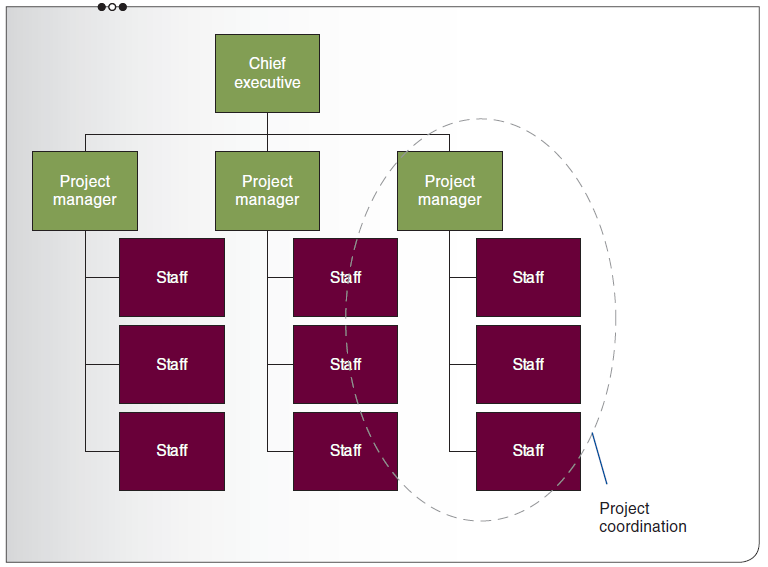 Chief
executive
Project
manager
Project
manager
Project
manager
Staff
Staff
Staff
Staff
Staff
Staff
Staff
Staff
Staff
Project
coordination